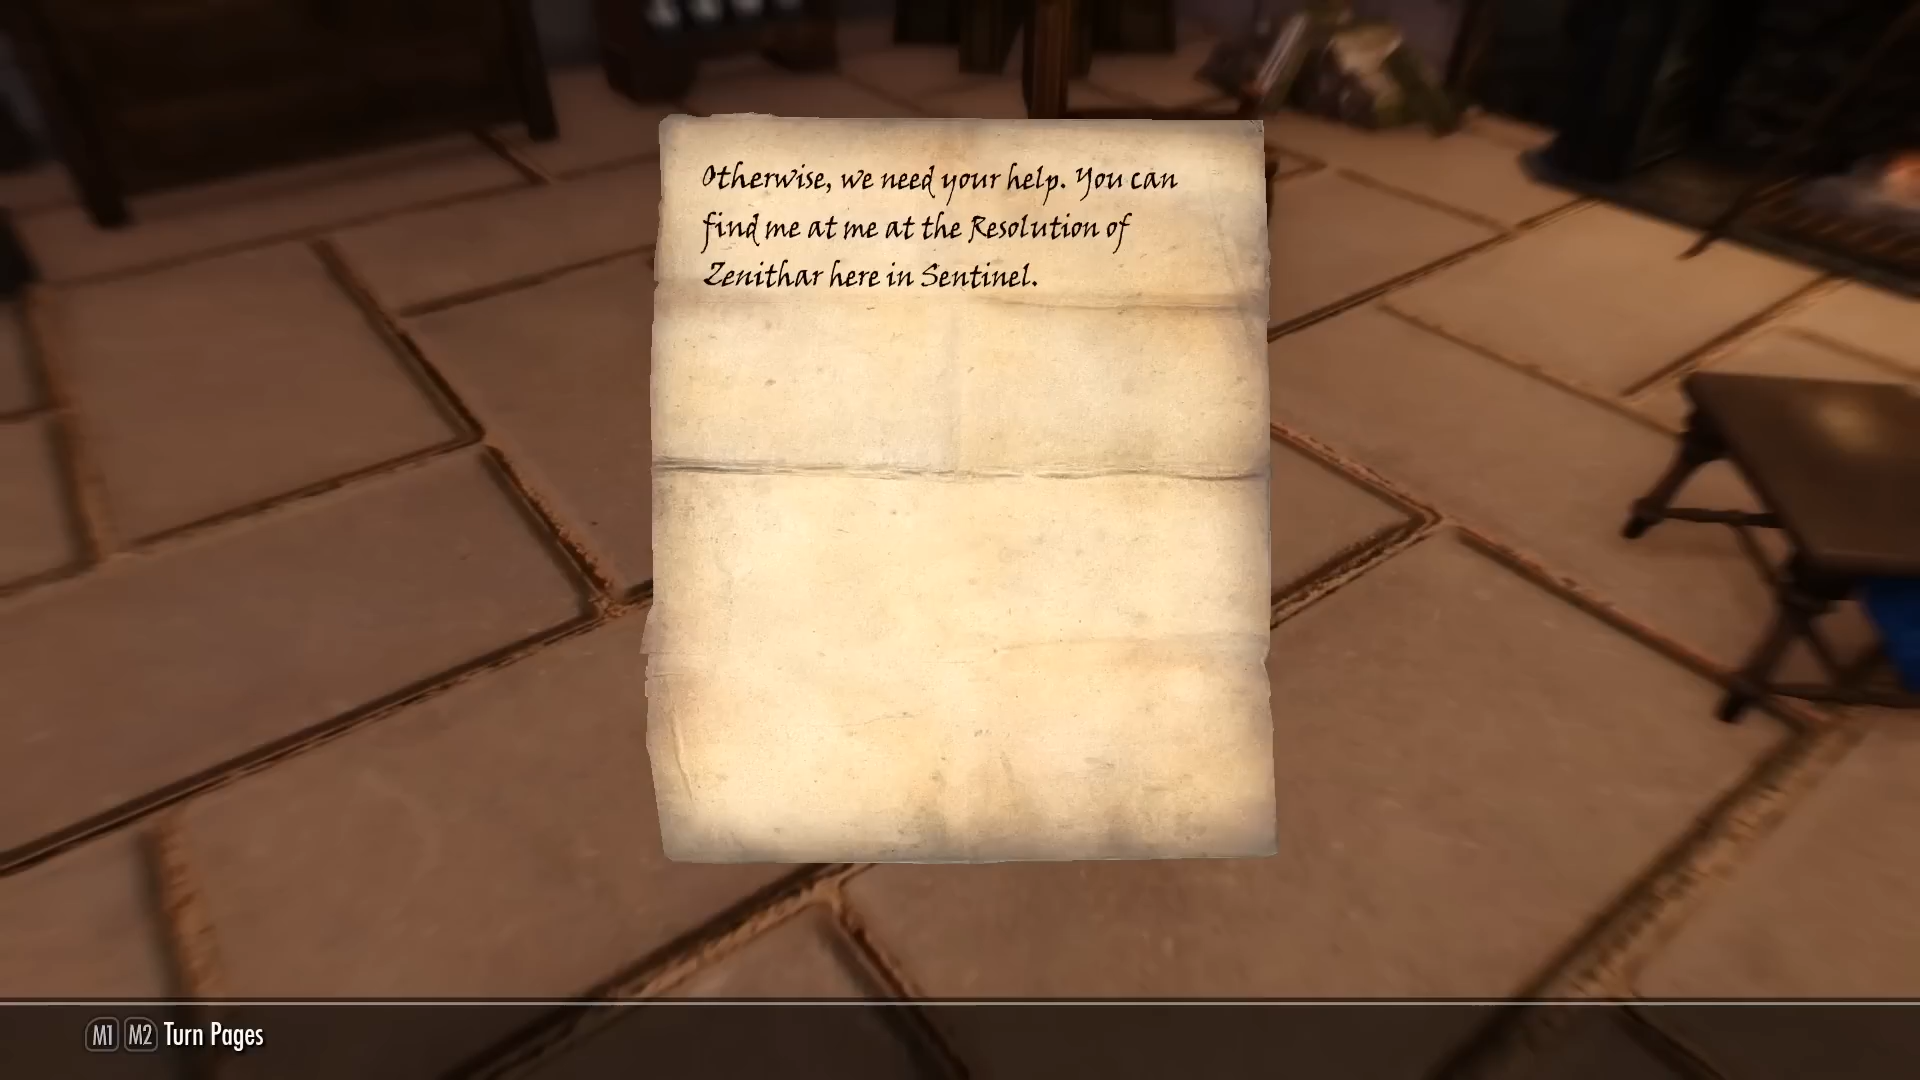 Otherwise, we need your help. You can
find me at me at the Resolution of
Zenithar here in Sentinel.
M1 M2 Turn Pages